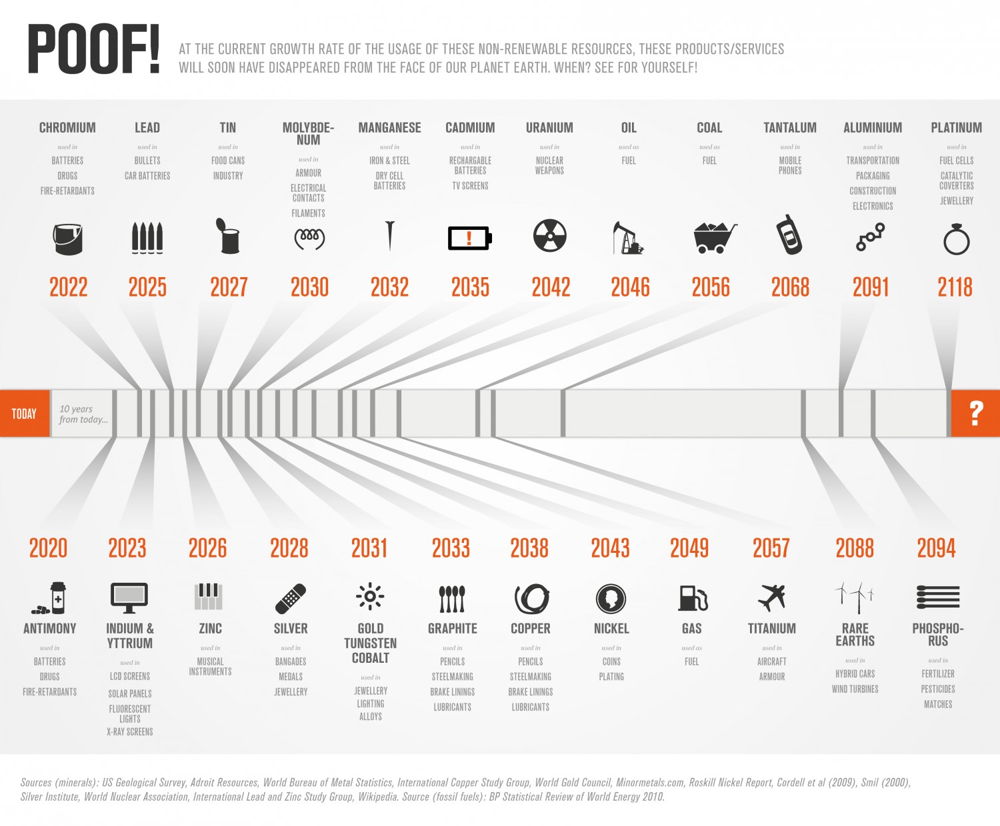 POOF!
AT THE CURRENT GROWTH RATE OF THE USAGE OF THESE NON-RENEWABLE RESOURCES, THESE PRODUCTS/SERVICES
WILL SOON HAVE DISAPPEARED FROM THE FACE OF OUR PLANET EARTH. WHEN? SEE FOR YOURSELF!
CHROMIUM
used in
BATTERIES
DRUGS
FIRE-RETARDANTS
2022
LEAD
used in
BULLETS
CAR BATTERIES
2025
TIN
used in
FOOD CANS
INDUSTRY
2027
MOLYBDE-
NUM
used in
ARMOUR
ELECTRICAL
CONTACTS
FILAMENTS
2030
MANGANESE
used in
IRON & STEEL
DRY CELL
BATTERIES
2032
CADMIUM
used in
RECHARGABLE
BATTERIES
TV SCREENS
!
2035
URANIUM
used in
NUCLEAR
WEAPONS
2042
OIL
used as
FUEL
2046
COAL
used as
FUEL
2056
TANTALUM
used in
MOBILE
PHONES
2068
ALUMINIUM
used in
TRANSPORTATION
PACKAGING
CONSTRUCTION
ELECTRONICS
2091
PLATINUM
used in
FUEL CELLS
CATALYTIC
COVERTERS
JEWELLERY
2118
TODAY
10 years
from today...
?
2020
ANTIMONY
used in
BATTERIES
DRUGS
FIRE-RETARDANTS
2023
INDIUM &
YTTRIUM
used in
LCD SCREENS
SOLAR PANELS
FLUORESCENT
LIGHTS
X-RAY SCREENS
2026
ZINC
used in
MUSICAL
INSTRUMENTS
2028
SILVER
used in
BANGADES
MEDALS
JEWELLERY
2031
GOLD
TUNGSTEN
COBALT
used in
JEWELLERY
LIGHTING
ALLOYS
2033
GRAPHITE
used in
PENCILS
STEELMAKING
BRAKE LININGS
LUBRICANTS
2038
COPPER
used in
PENCILS
STEELMAKING
BRAKE LININGS
LUBRICANTS
2043
NICKEL
used in
COINS
PLATING
2049
GAS
used as
FUEL
2057
TITANIUM
used in
AIRCRAFT
ARMOUR
2088
RARE
EARTHS
used in
HYBRID CARS
WIND TURBINES
2094
PHOSPHO-
RUS
used in
FERTILIZER
PESTICIDES
MATCHES
Sources (minerals): US Geological Survey, Adroit Resources, World Bureau of Metal Statistics, International Copper Study Group, World Gold Council, Minormetals.com, Roskill Nickel Report, Cordell et al (2009), Smil (2000),
Silver Institute, World Nuclear Association, International Lead and Zinc Study Group, Wikipedia. Source (fossil fuels): BP Statistical Review of World Energy 2010.